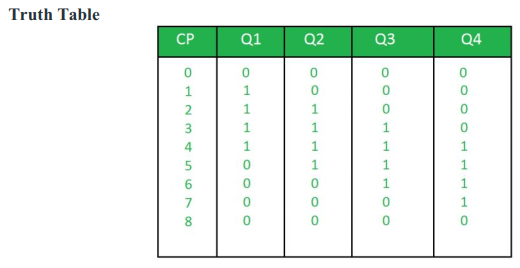 Truth Table
CP Q1 Q2 Q3 Q4
0 0 0 0 0
1 1 0 0 0
2 1 1 0 0
3 1 1 1 0
4 1 1 1 1
5 0 1 1 1
6 0 0 1 1
7 0 0 0 1
8 0 0 0 0